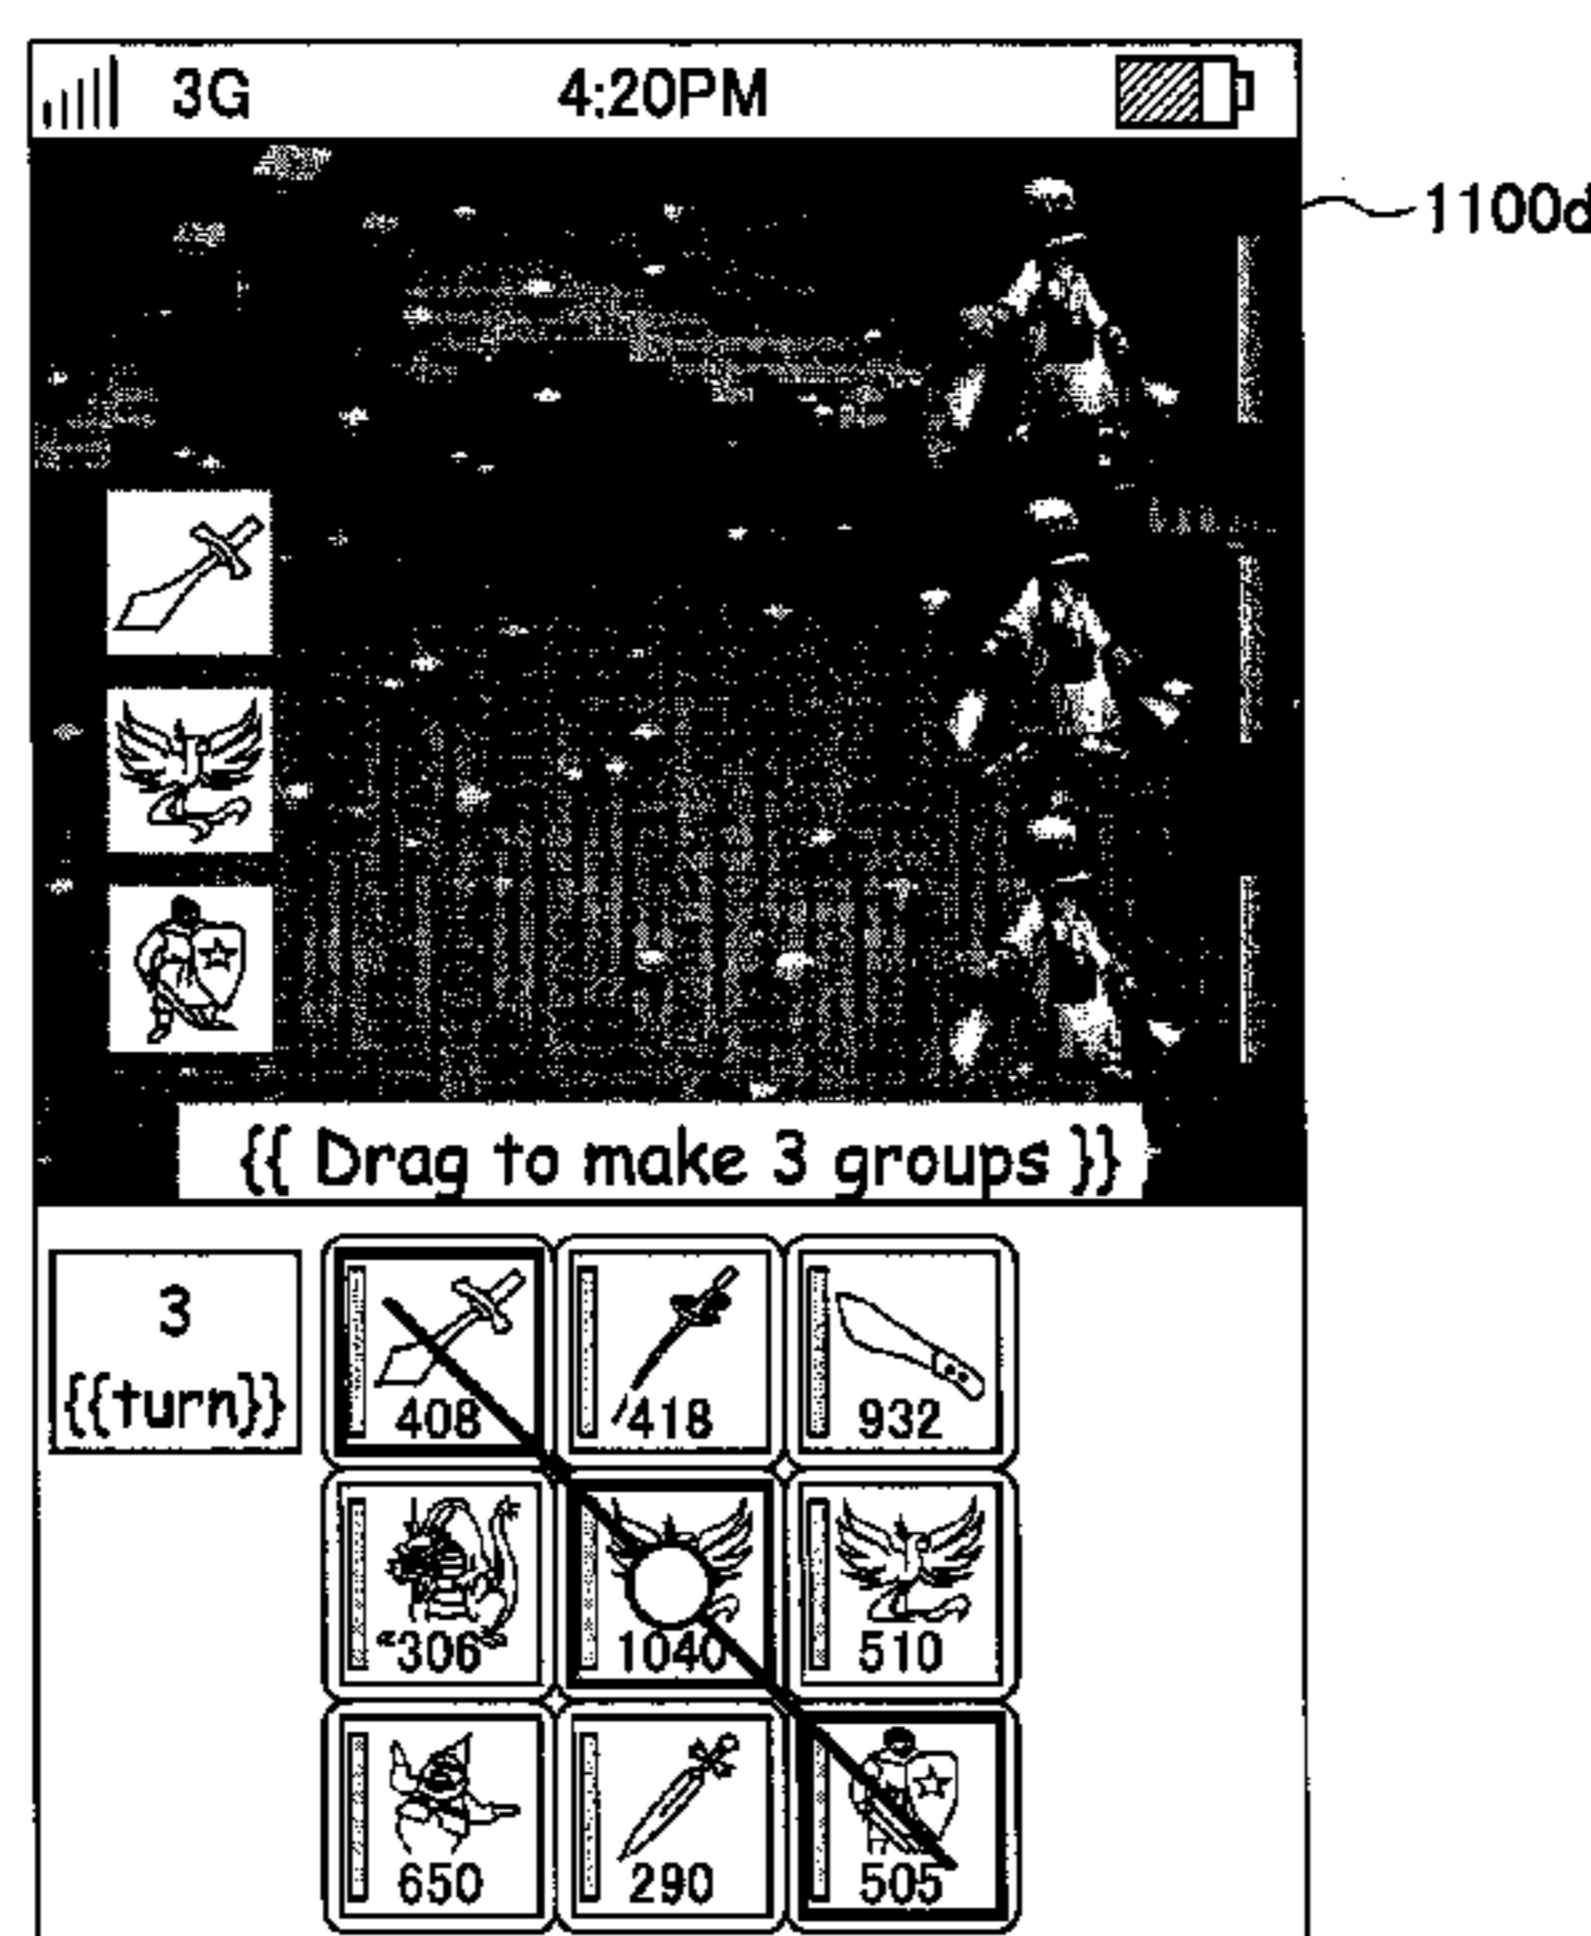 3G 4:20PM
1100d
{{ Drag to make 3 groups }}
3
{{turn}}
408 418 932
306 1040 510
650 290 505